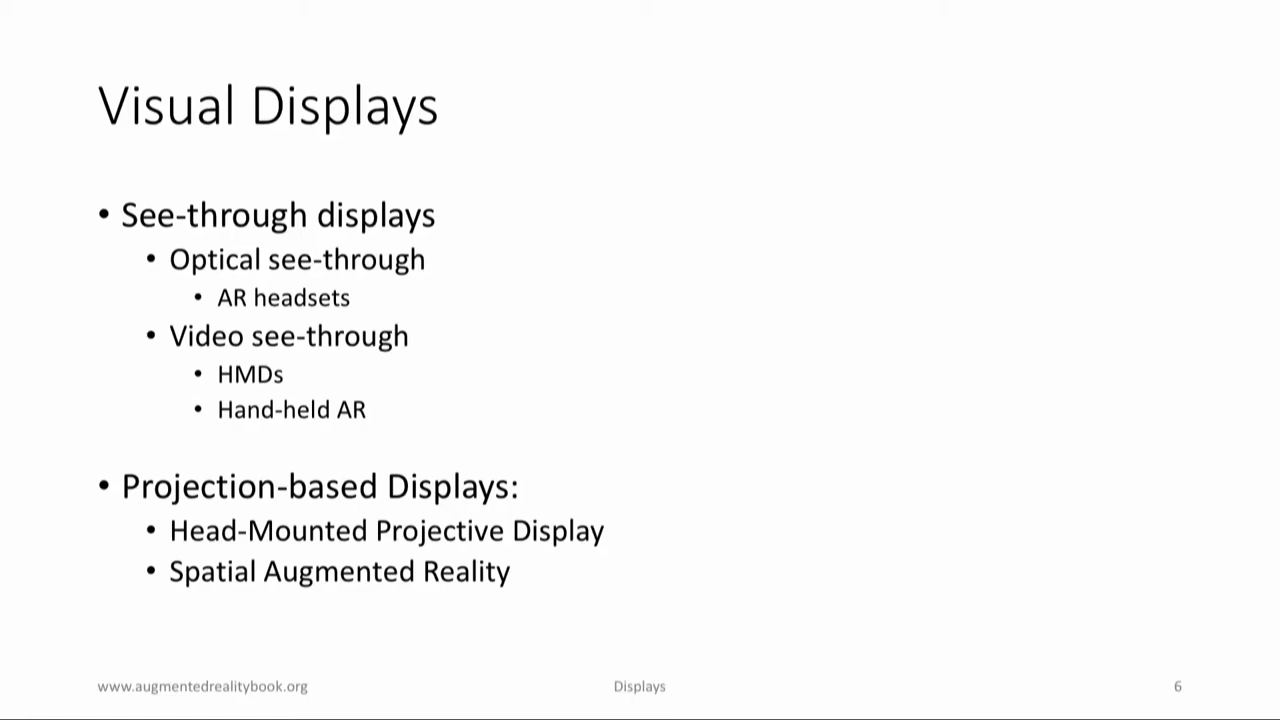 Visual Displays
• See-through displays
• Optical see-through
• AR headsets
• Video see-through
• HMDs
• Hand-held AR
• Projection-based Displays:
• Head-Mounted Projective Display
• Spatial Augmented Reality
www.augmentedrealitybook.org
Displays
6